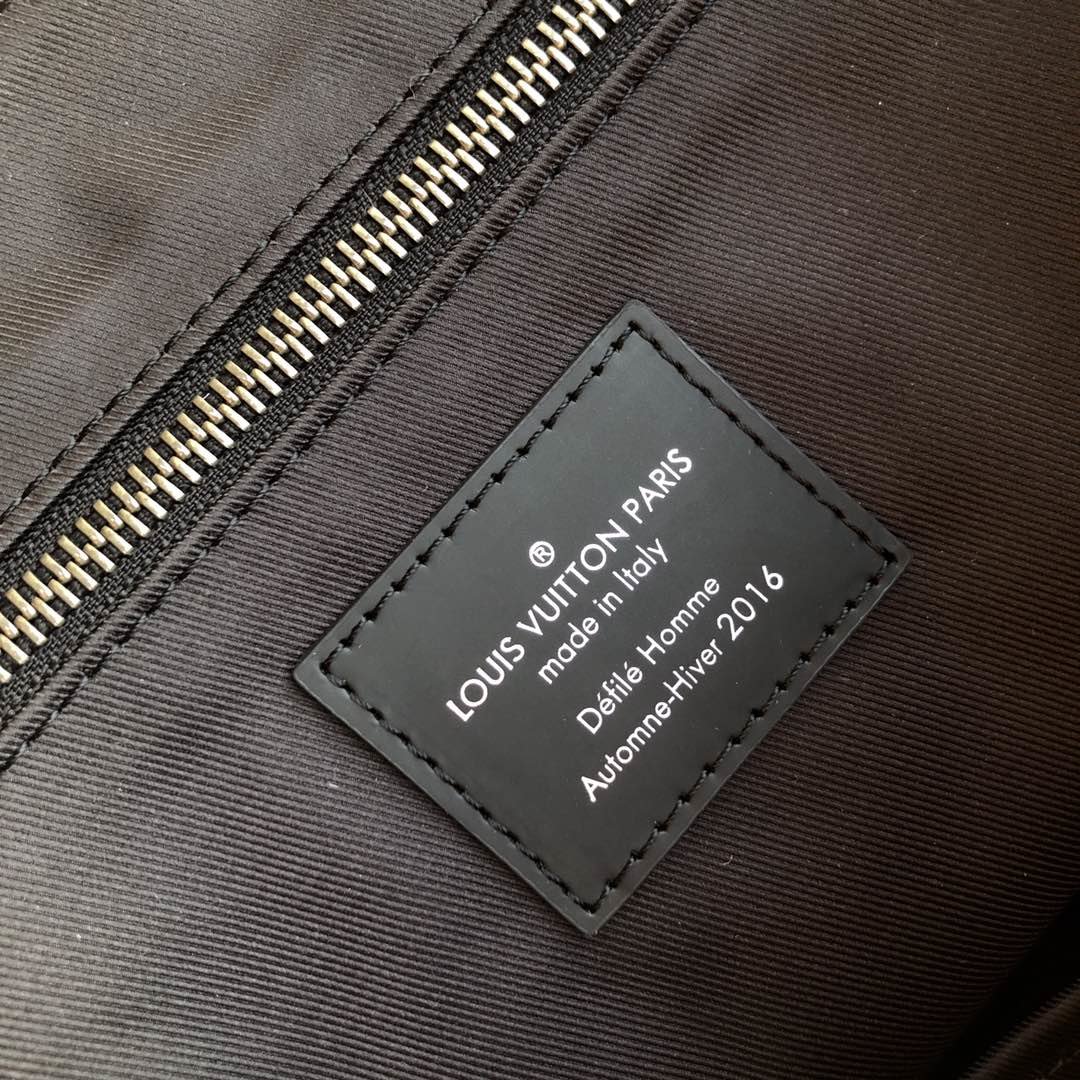 ®
LOUIS VUITTON PARIS
made in Italy
Défilé Homme
Automne-Hiver 2016